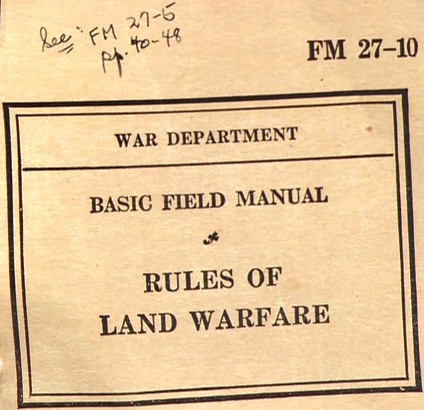 See: FM 27-5
pp. 40-48
FM 27-10
WAR DEPARTMENT
BASIC FIELD MANUAL
RULES OF
LAND WARFARE